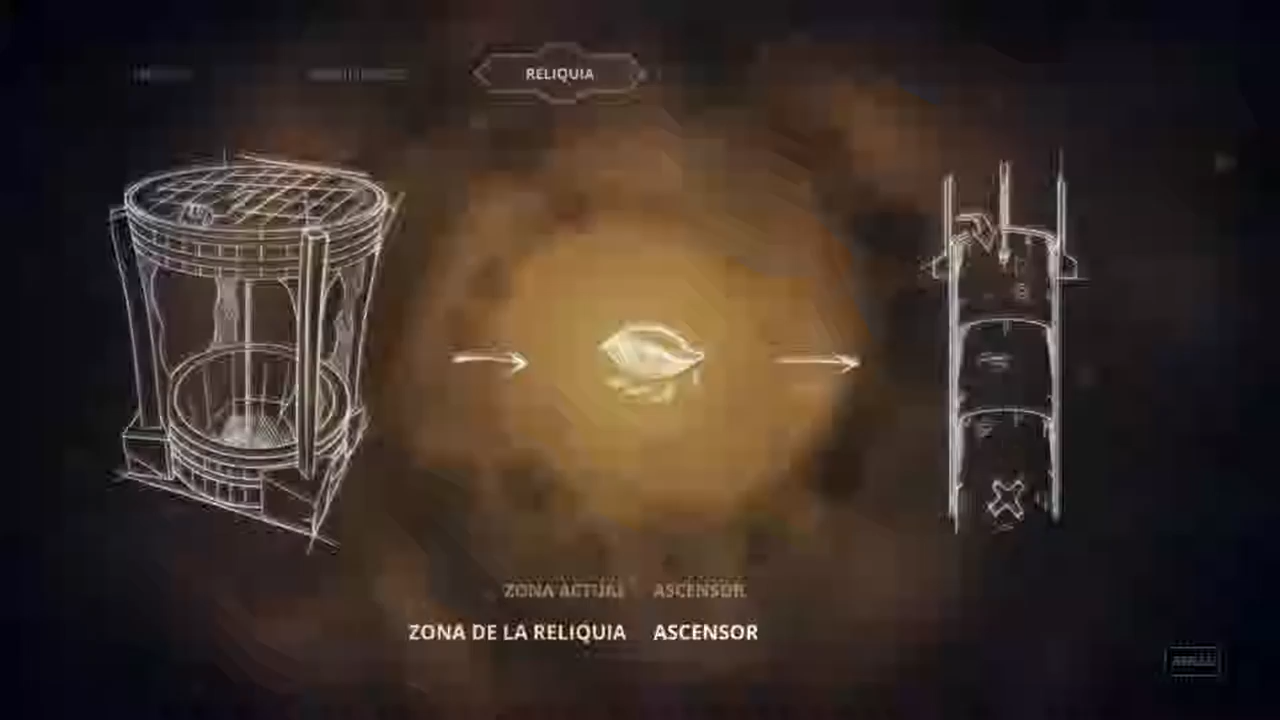 RELIQUIA
ZONA ACTUAL ASCENSOR
ZONA DE LA RELIQUIA ASCENSOR